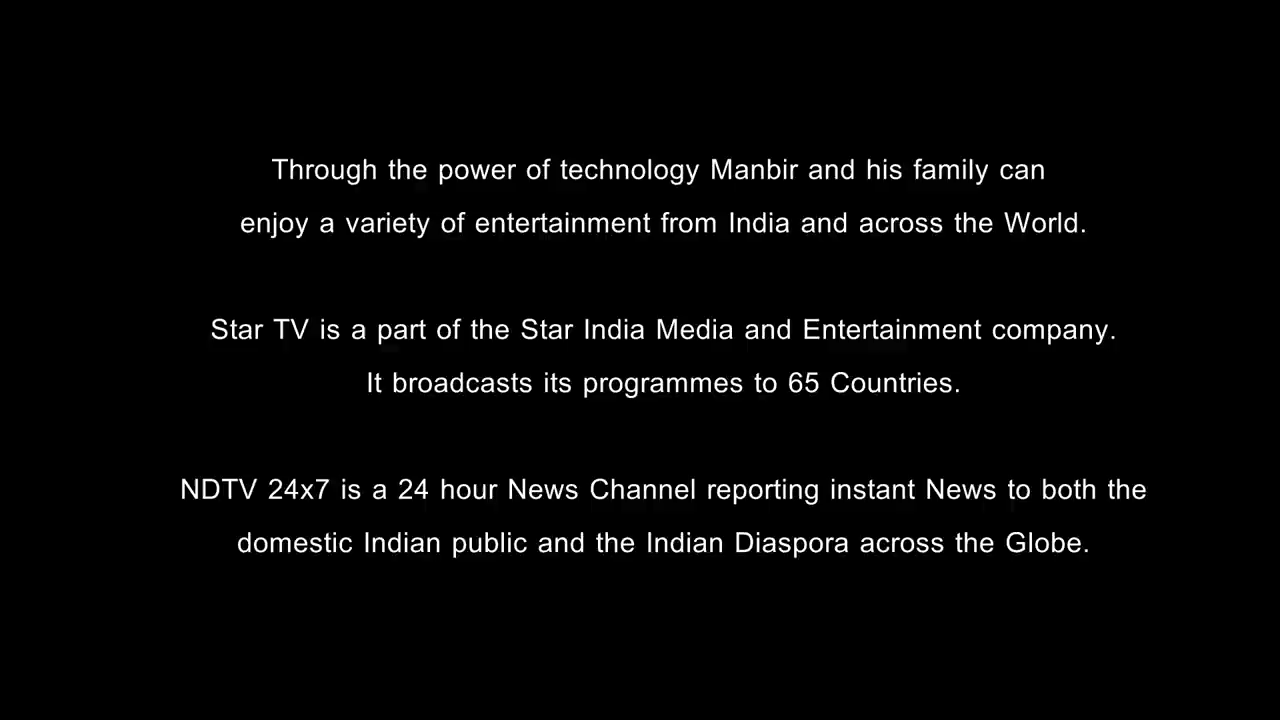 Through the power of technology Manbir and his family can
enjoy a variety of entertainment from India and across the World.
Star TV is a part of the Star India Media and Entertainment company.
It broadcasts its programmes to 65 Countries.
NDTV 24x7 is a 24 hour News Channel reporting instant News to both the
domestic Indian public and the Indian Diaspora across the Globe.